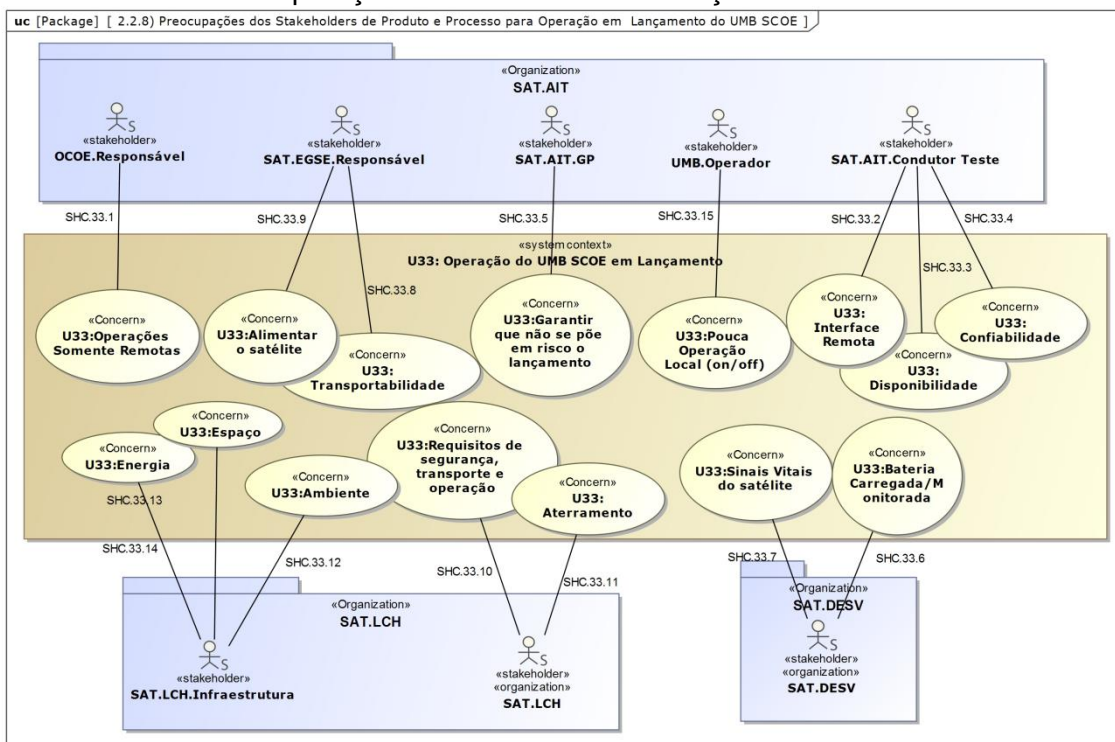 uc [Package] [ 2.2.8) Preocupações dos Stakeholders de Produto e Processo para Operação em Lançamento do UMB SCOE ]
«Organization»
SAT.AIT
«stakeholder»
OCOE.Responsável
«stakeholder»
SAT.EGSE.Responsável
«stakeholder»
SAT.AIT.GP
«stakeholder»
UMB.Operador
«stakeholder»
SAT.AIT.Condutor Teste
SHC.33.1
SHC.33.9
SHC.33.5
SHC.33.15
SHC.33.2
SHC.33.4
«system context»
U33: Operação do UMB SCOE em Lançamento
SHC.33.8
SHC.33.3
«Concern»
U33:Operações
Somente Remotas
«Concern»
U33:Alimentar
o satélite
«Concern»
U33:
Transportabilidade
«Concern»
U33:Garantir
que não se põe
em risco o
lançamento
«Concern»
U33:Pouca
Operação
Local (on/off)
«Concern»
U33:
Interface
Remota
«Concern»
U33:
Disponibilidade
«Concern»
U33:
Confiabilidade
«Concern»
U33:Espaço
«Concern»
U33:Energia
«Concern»
U33:Ambiente
«Concern»
U33:Requisitos de
segurança,
transporte e
operação
«Concern»
U33:
Aterramento
«Concern»
U33:Sinais Vitais
do satélite
«Concern»
U33:Bateria
Carregada/M
onitorada
SHC.33.13
SHC.33.14
SHC.33.12
SHC.33.10
SHC.33.11
SHC.33.7
SHC.33.6
«Organization»
SAT.LCH
«stakeholder»
SAT.LCH.Infraestrutura
«stakeholder»
«organization»
SAT.LCH
«Organization»
SAT.DESV
«stakeholder»
«organization»
SAT.DESV